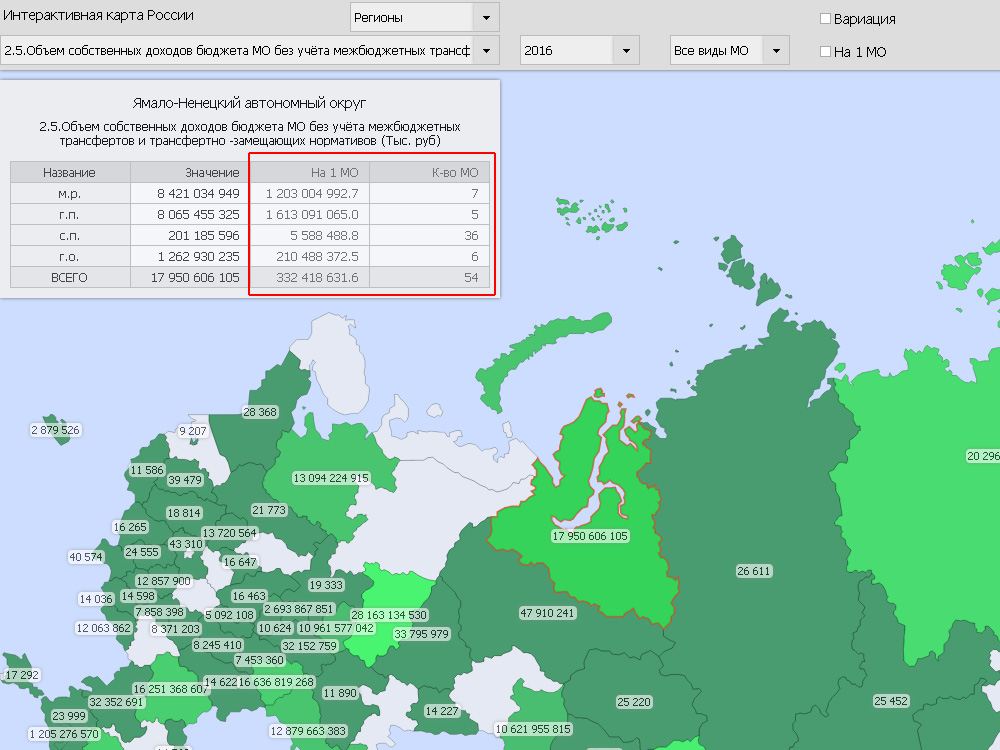 Интерактивная карта России
Регионы
Вариация
2.5.Объем собственных доходов бюджета МО без учёта межбюджетных трансф
2016
Все виды МО
На 1 МО
Ямало-Ненецкий автономный округ
2.5.Объем собственных доходов бюджета МО без учёта межбюджетных
трансфертов и трансфертно -замещающих нормативов (Тыс. руб)
Название Значение На 1 МО К-во МО
м.р. 8 421 034 949 1 203 004 992.7 7
г.п. 8 065 455 325 1 613 091 065.0 5
с.п. 201 185 596 5 588 488.8 36
г.о. 1 262 930 235 210 488 372.5 6
ВСЕГО 17 950 606 105 332 418 631.6 54
28 368
2 879 526
9 207
20 296
11 586
39 479
13 094 224 915
18 814
21 773
16 265
13 720 564
17 950 606 105
43 310
24 555
40 574
16 647
26 611
12 857 900
19 333
14 036
14 598
16 463
7 858 398
5 092 108
2 693 867 851
28 163 134 530
47 910 241
12 063 862
8 371 203
10 624
10 961 577 042
33 795 979
8 245 410
32 152 759
7 453 360
17 292
16 251 368 607
14 622
16 636 819 268
11 890
32 352 691
25 220
25 452
23 999
14 227
1 205 276 570
12 879 663 383
10 621 955 815